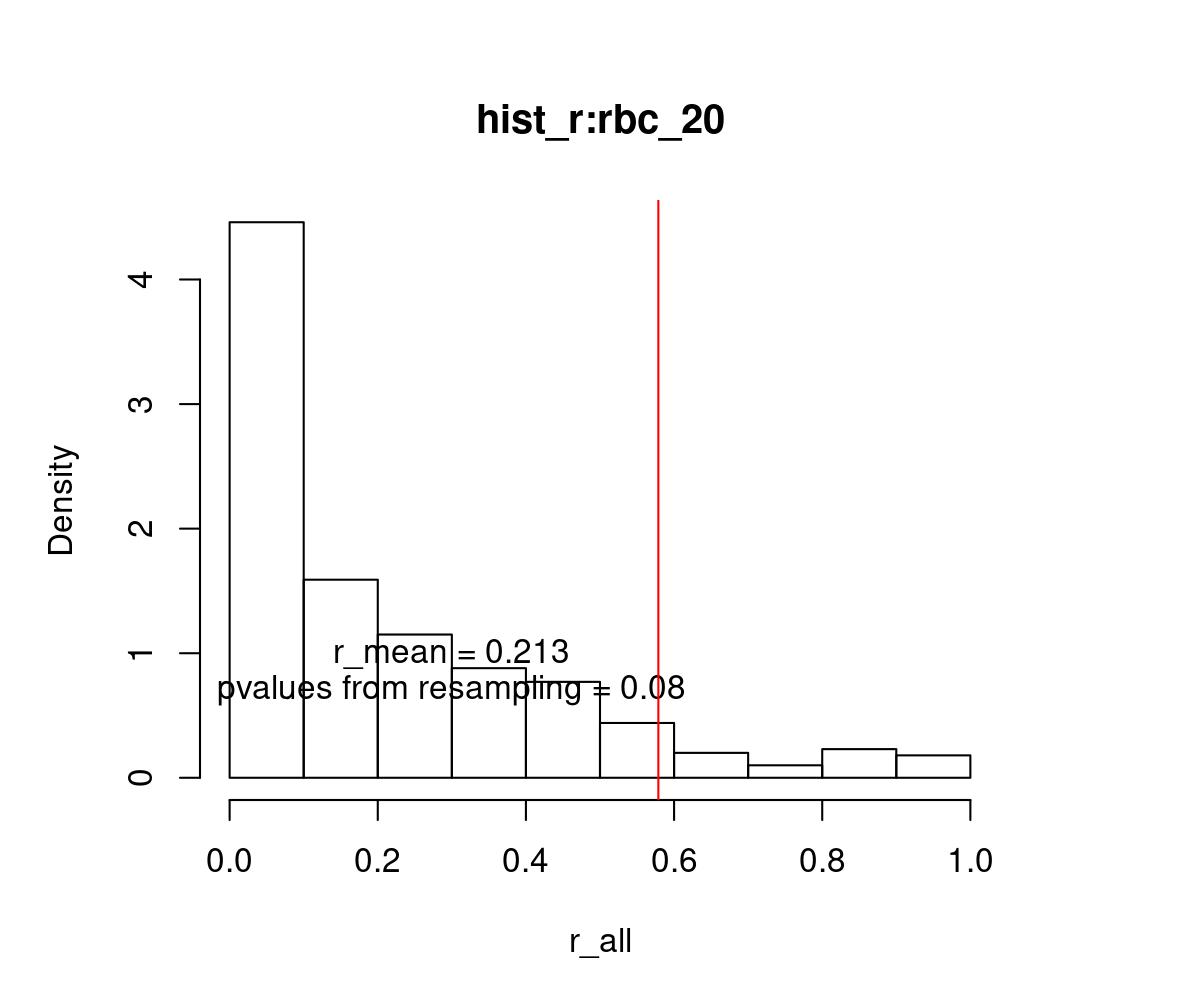 hist_r:rbc_20
4
3
2
1
0
Density
r_mean = 0.213
pvalues from resampling = 0.08
0.0 0.2 0.4 0.6 0.8 1.0
r_all